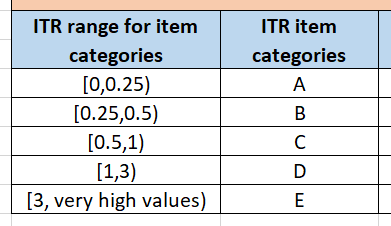 ITR range for item categories	ITR item categories
[0,0.25)	A
[0.25,0.5)	B
[0.5,1)	C
[1,3)	D
[3, very high values)	E